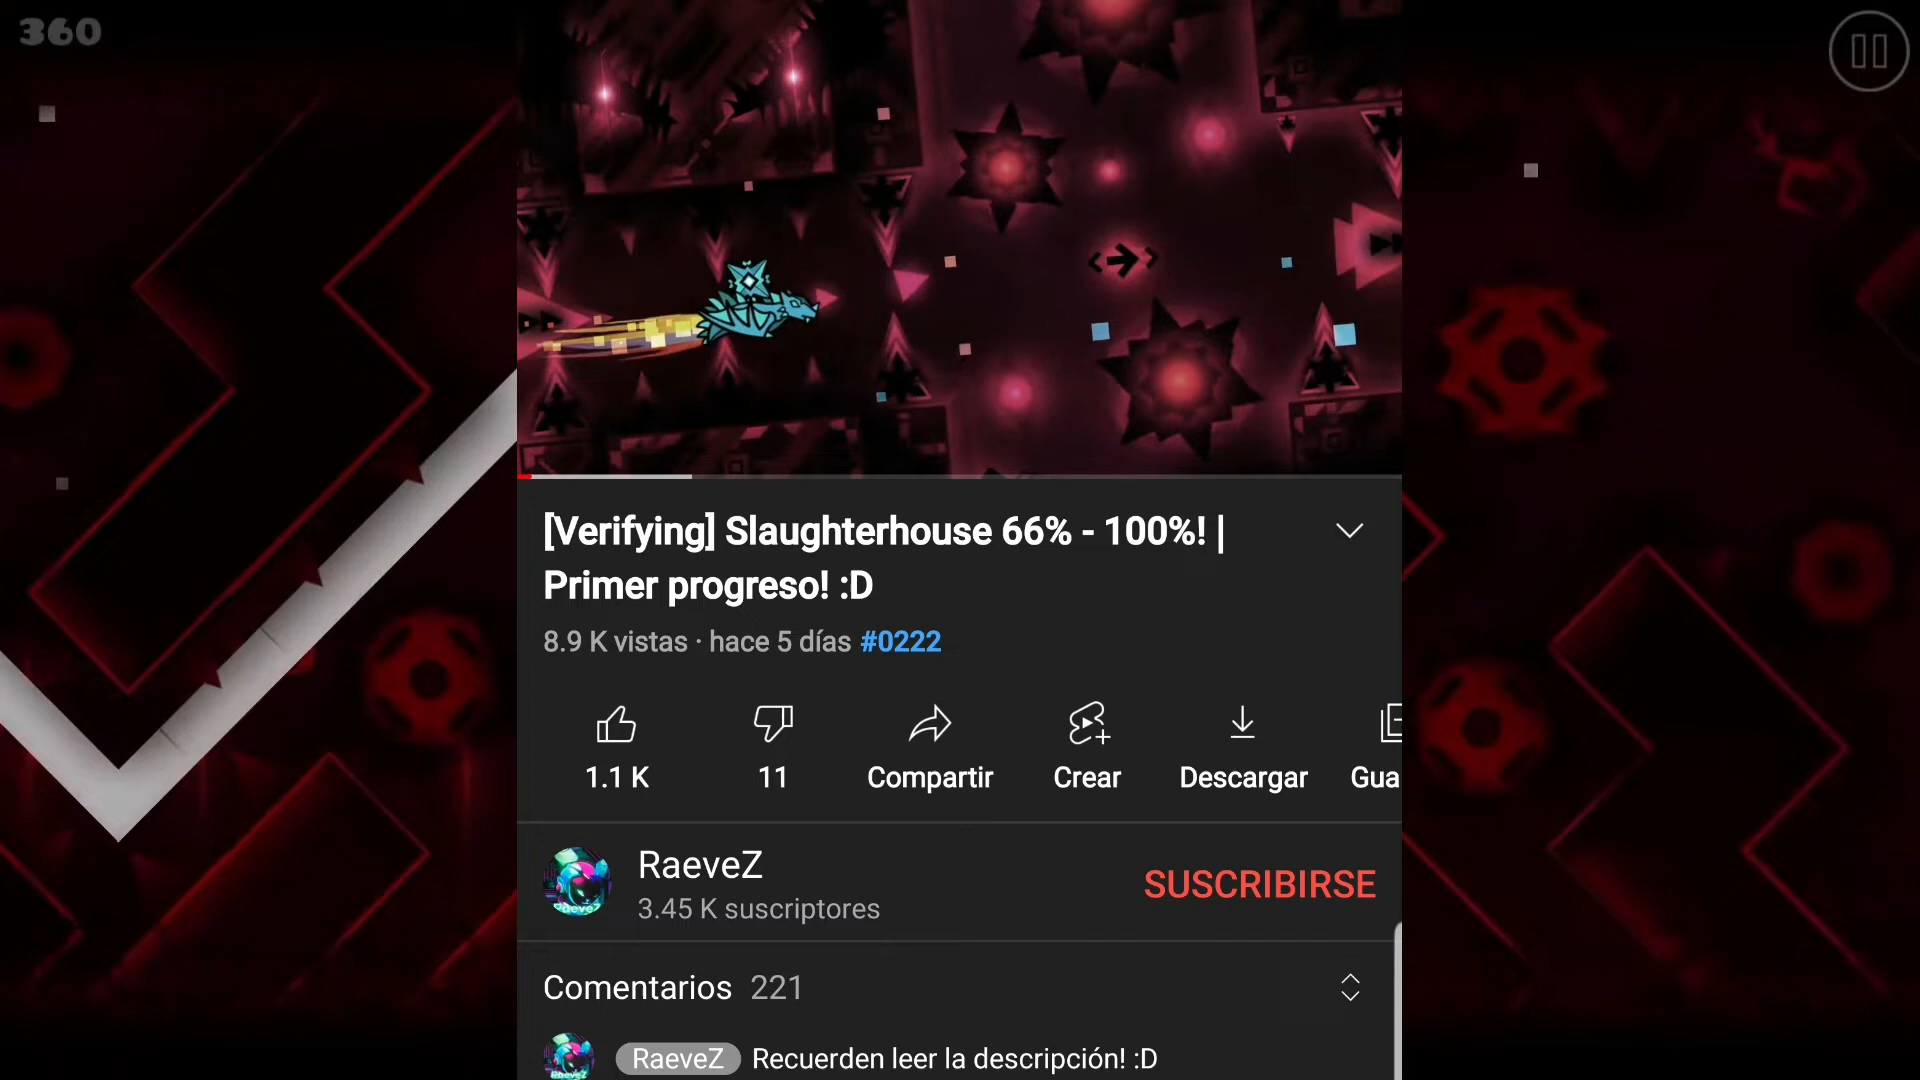 360
[Verifying] Slaughterhouse 66% - 100%! |
Primer progreso! :D
8.9 K vistas · hace 5 días #0222
1.1 K 11 Compartir Crear Descargar Gua
RaeveZ
3.45 K suscriptores
SUSCRIBIRSE
Comentarios 221
RaeveZ Recuerden leer la descripción! :D